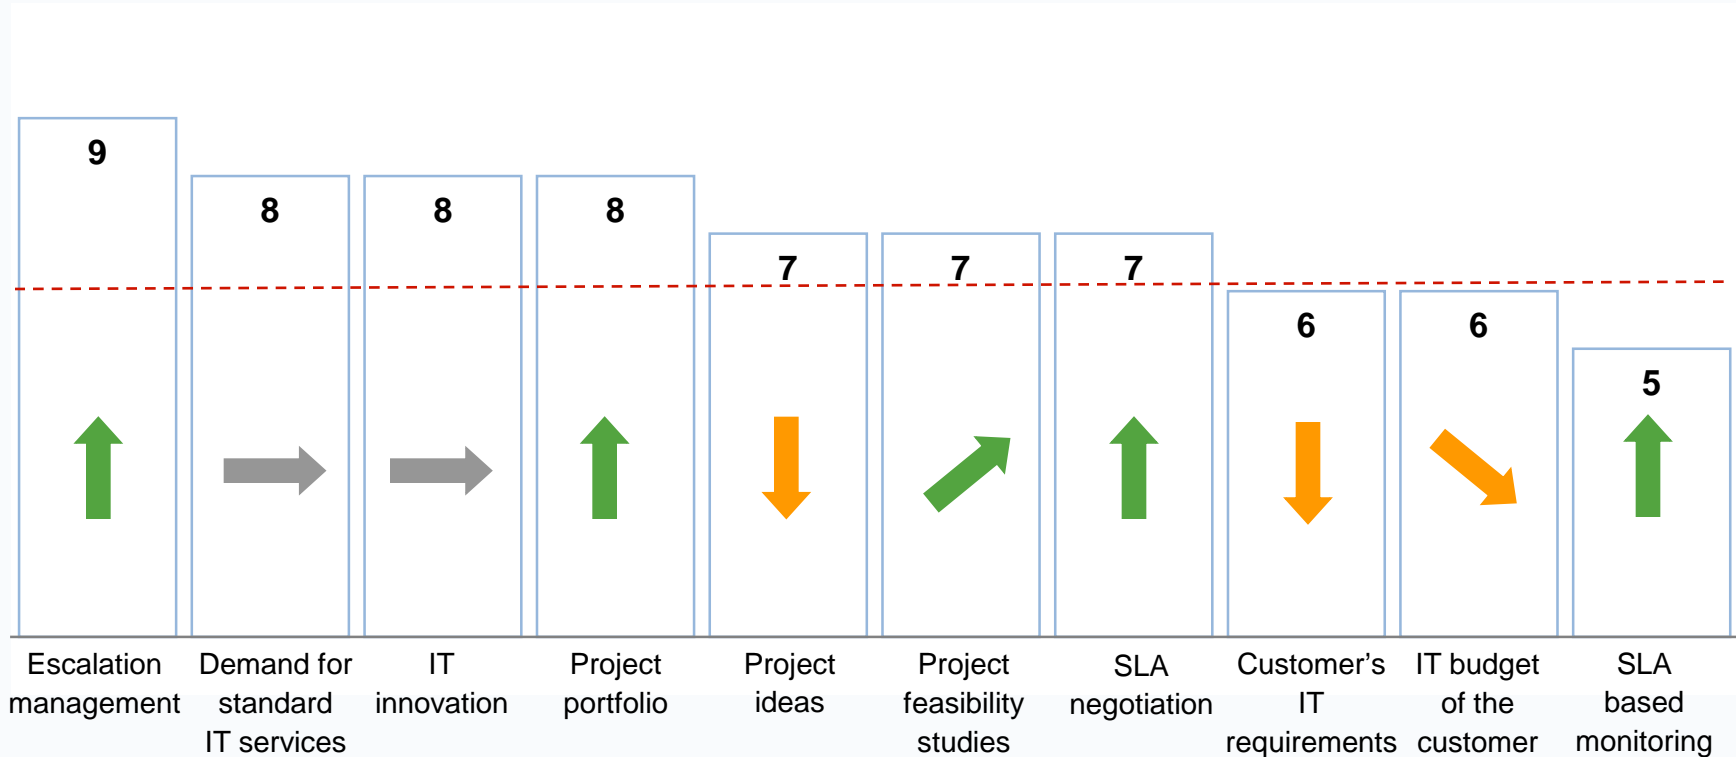 9
8
8
8
7
7
7
6
6
5
Escalation
management
Demand for
standard
IT services
IT
innovation
Project
portfolio
Project
ideas
Project
feasibility
studies
SLA
negotiation
Customer’s
IT
requirements
IT budget
of the
customer
SLA
based
monitoring